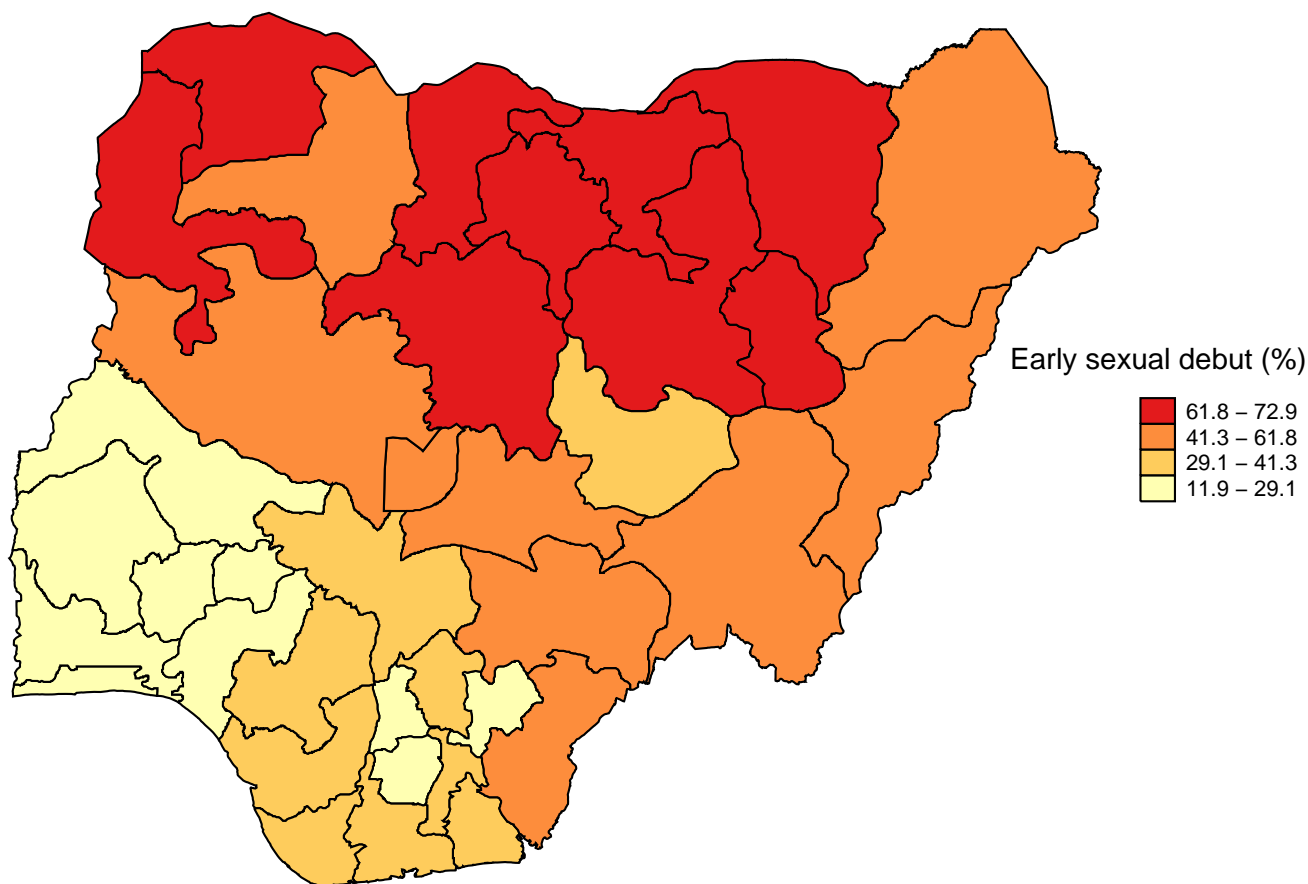 Early sexual debut (%)
61.8 – 72.9
41.3 – 61.8
29.1 – 41.3
11.9 – 29.1